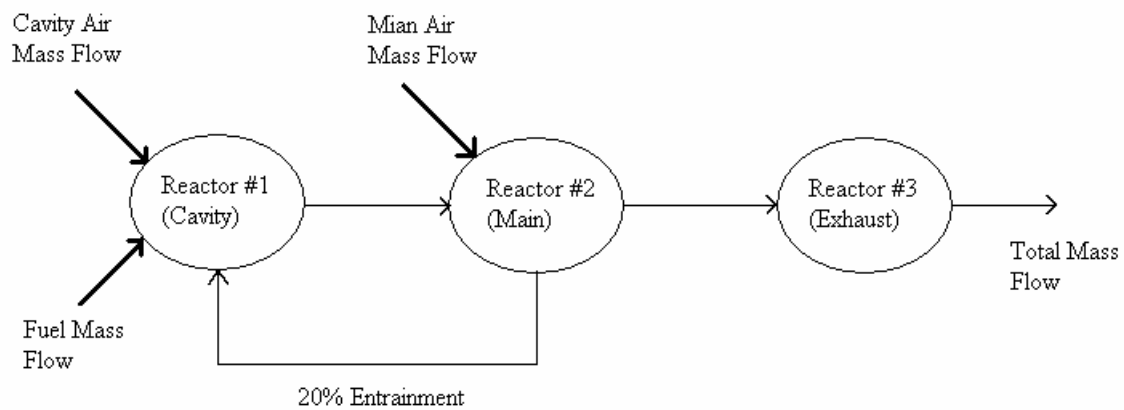 Cavity Air
Mass Flow
Mian Air
Mass Flow
Reactor #1
(Cavity)
Reactor #2
(Main)
Reactor #3
(Exhaust)
Total Mass
Flow
Fuel Mass
Flow
20% Entrainment